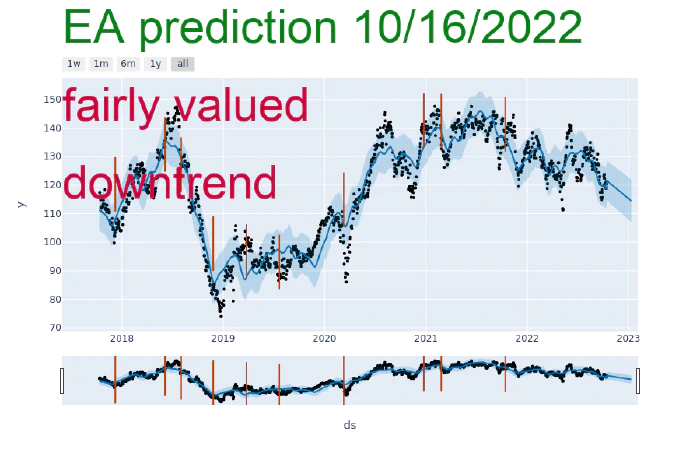 EA prediction 10/16/2022
1w 1m 6m 1y all
150
fairly valued
140
130
120
downtrend
y
110
100
90
80
70
2018 2019 2020 2021 2022 2023
ds